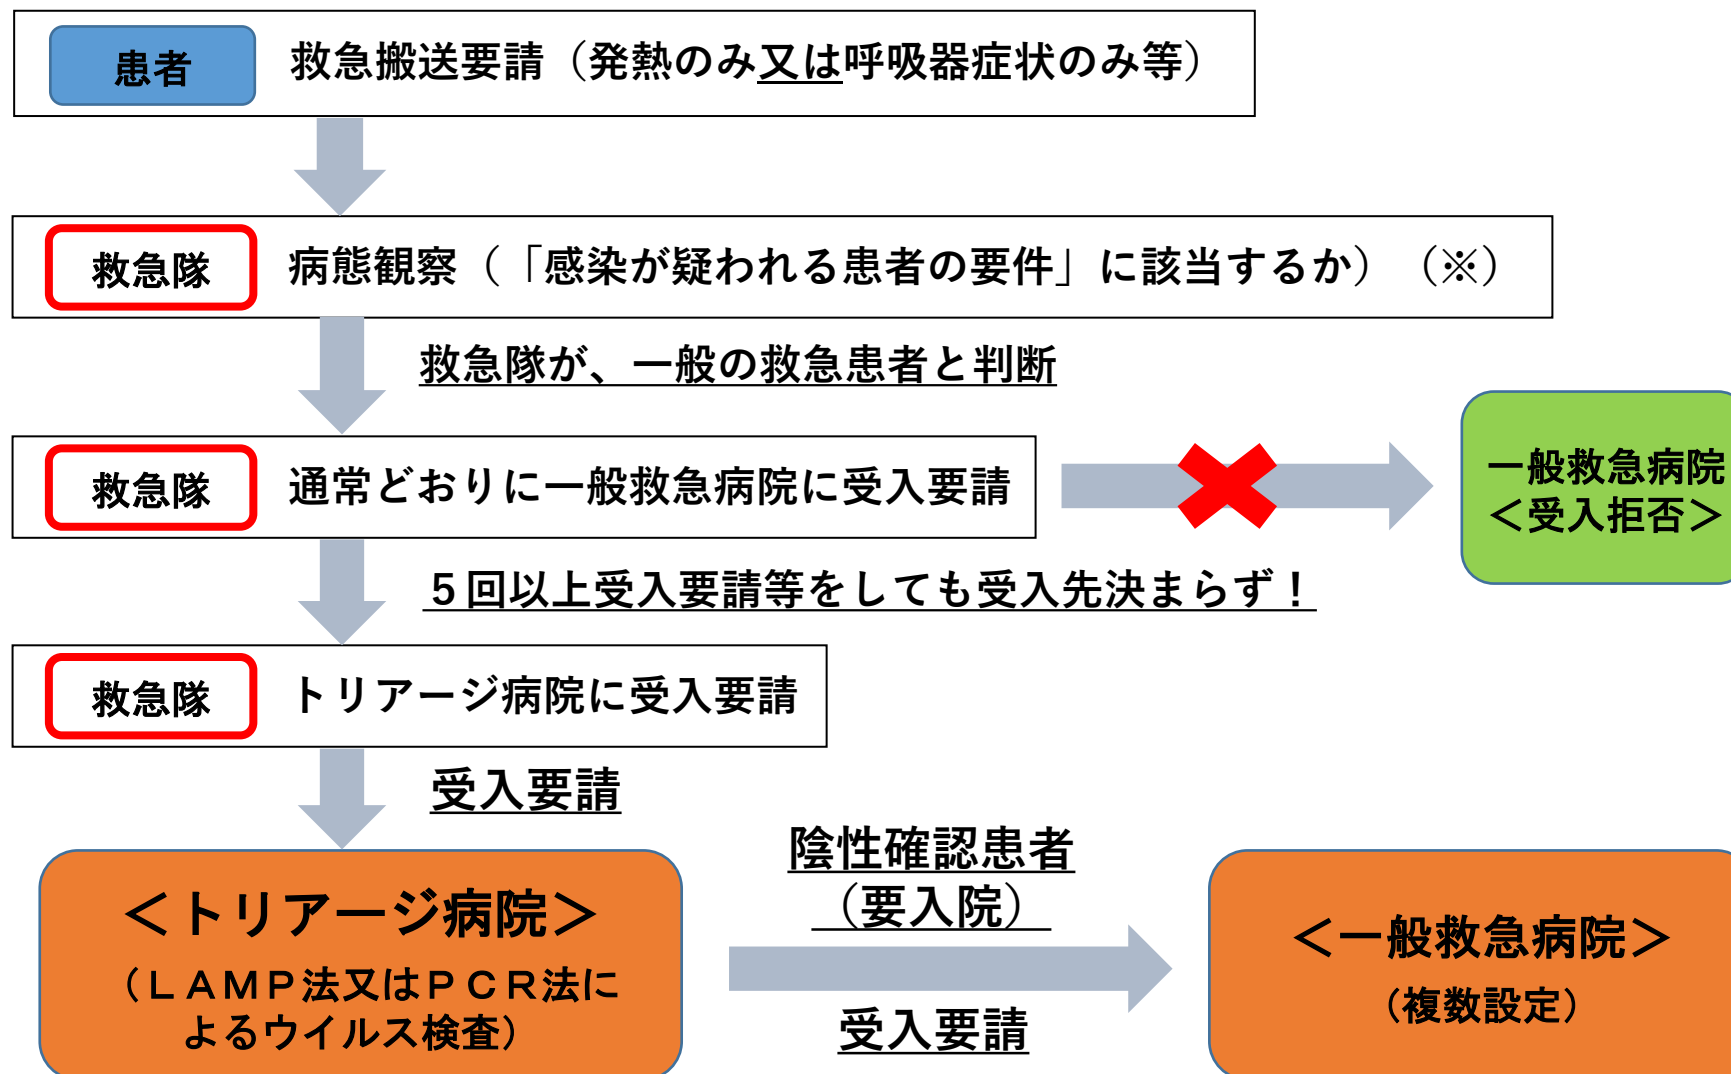 患者
救急搬送要請（発熱のみ又は呼吸器症状のみ等）
救急隊
病態観察（「感染が疑われる患者の要件」に該当するか）（※）
救急隊が、一般の救急患者と判断
救急隊
通常どおりに一般救急病院に受入要請
一般救急病院
＜受入拒否＞
５回以上受入要請等をしても受入先決まらず！
救急隊
トリアージ病院に受入要請
受入要請
＜トリアージ病院＞
（ＬＡＭＰ法又はＰＣＲ法に
よるウイルス検査）
陰性確認患者
（要入院）
受入要請
＜一般救急病院＞
（複数設定）